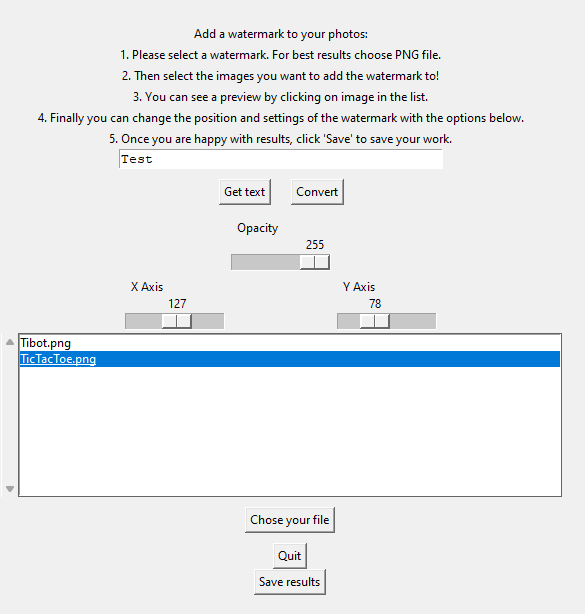 Add a watermark to your photos:
1. Please select a watermark. For best results choose PNG file.
2. Then select the images you want to add the watermark to!
3. You can see a preview by clicking on image in the list.
4. Finally you can change the position and settings of the watermark with the options below.
5. Once you are happy with results, click 'Save' to save your work.
Test
Get text Convert
Opacity
255
X Axis Y Axis
127 78
Tibot.png
TicTacToe.png
Chose your file
Quit
Save results